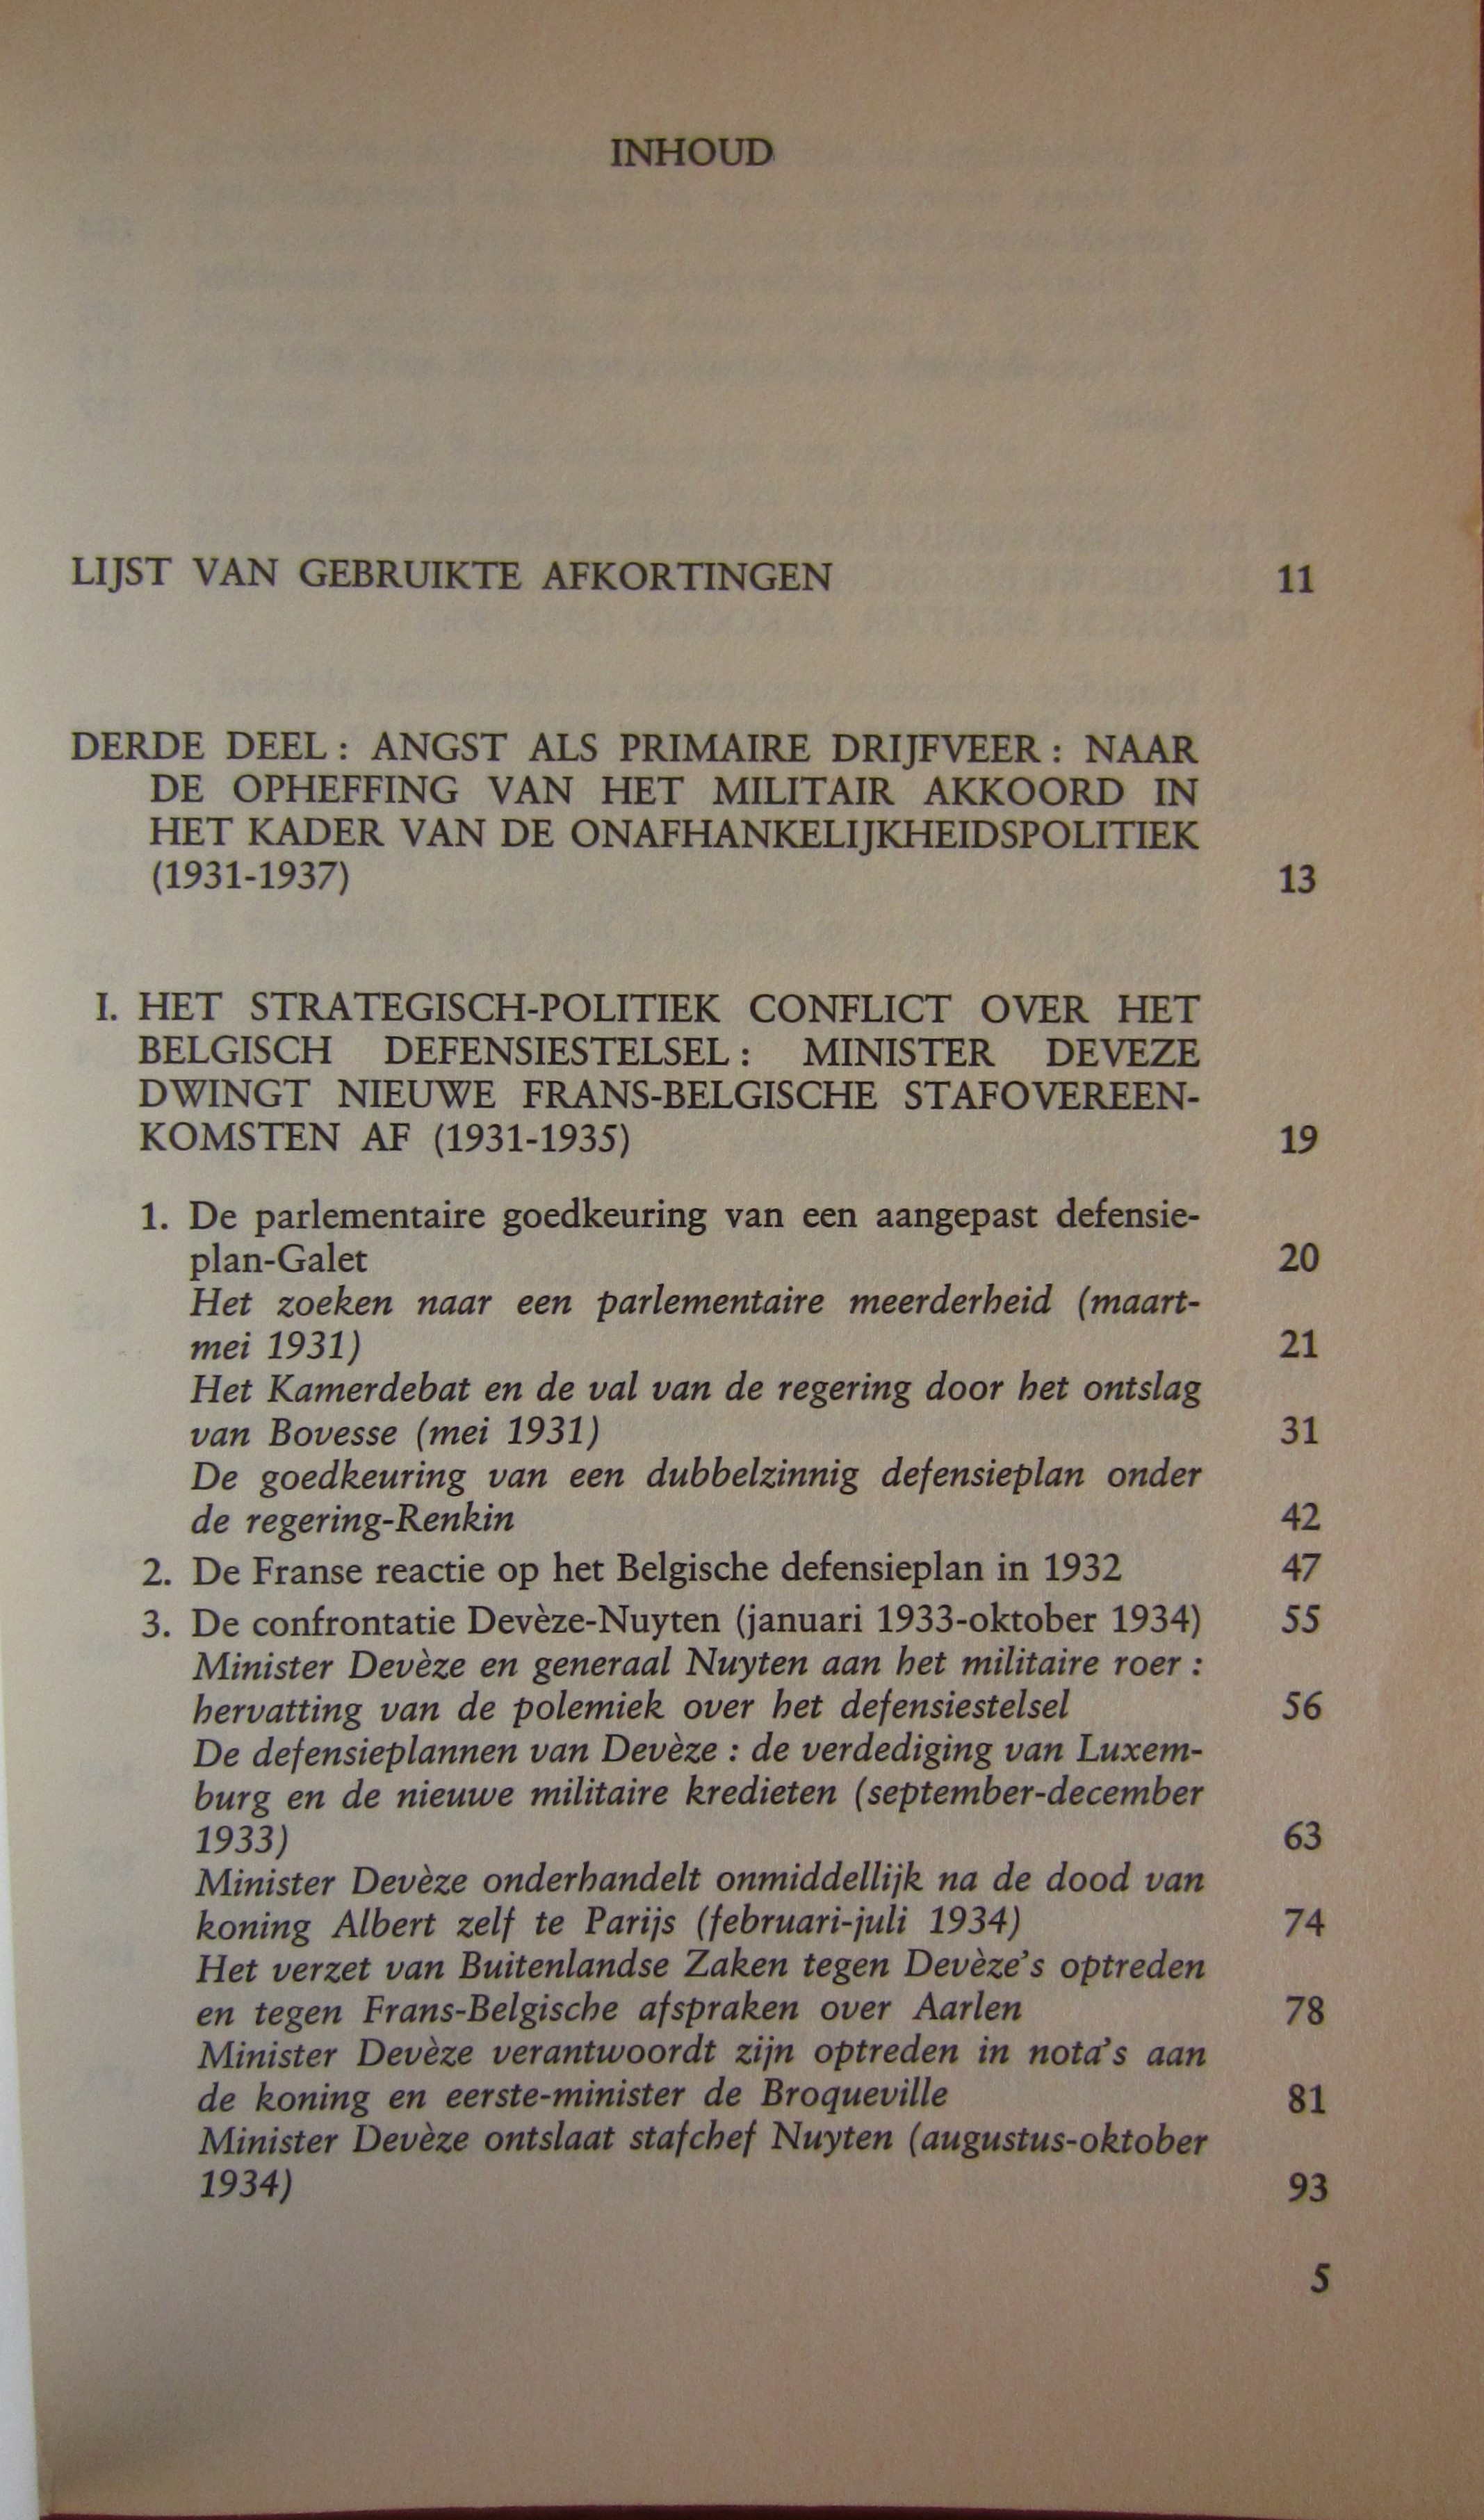 INHOUD
LIJST VAN GEBRUIKTE AFKORTINGEN 11
DERDE DEEL : ANGST ALS PRIMAIRE DRIJFVEER : NAAR
DE OPHEFFING VAN HET MILITAIR AKKOORD IN
HET KADER VAN DE ONAFHANKELIJKHEIDSPOLITIEK
(1931-1937) 13
I. HET STRATEGISCH-POLITIEK CONFLICT OVER HET
BELGISCH DEFENSIESTELSEL : MINISTER DEVEZE
DWINGT NIEUWE FRANS-BELGISCHE STAFOVEREEN-
KOMSTEN AF (1931-1935) 19
1. De parlementaire goedkeuring van een aangepast defensie-
plan-Galet 20
Het zoeken naar een parlementaire meerderheid (maart-
mei 1931) 21
Het Kamerdebat en de val van de regering door het ontslag
van Bovesse (mei 1931) 31
De goedkeuring van een dubbelzinnig defensieplan onder
de regering-Renkin 42
2. De Franse reactie op het Belgische defensieplan in 1932 47
3. De confrontatie Devèze-Nuyten (januari 1933-oktober 1934) 55
Minister Devèze en generaal Nuyten aan het militaire roer :
hervatting van de polemiek over het defensiestelsel 56
De defensieplannen van Devèze : de verdediging van Luxem-
burg en de nieuwe militaire kredieten (september-december
1933) 63
Minister Devèze onderhandelt onmiddellijk na de dood van
koning Albert zelf te Parijs (februari-juli 1934) 74
Het verzet van Buitenlandse Zaken tegen Devèze's optreden
en tegen Frans-Belgische afspraken over Aarlen 78
Minister Devèze verantwoordt zijn optreden in nota's aan
de koning en eerste-minister de Broqueville 81
Minister Devèze ontslaat stafchef Nuyten (augustus-oktober
1934) 93
5